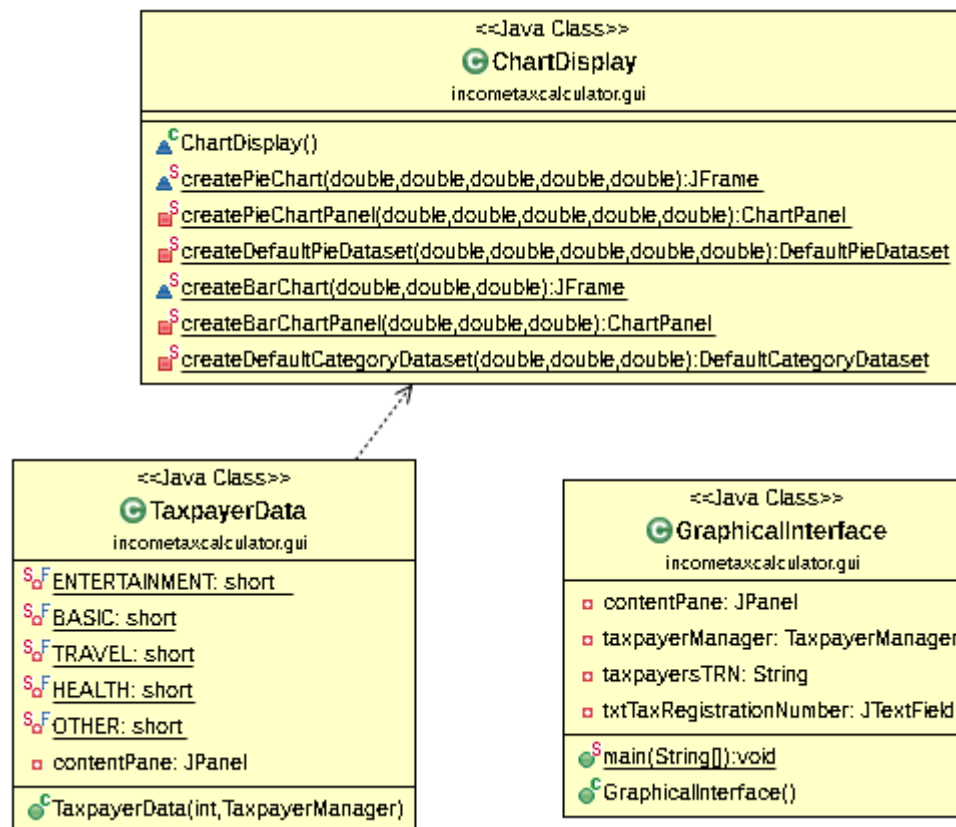 <<Java Class>>
ChartDisplay
incometaxcalculator.gui
ChartDisplay()
createPieChart(double,double,double,double,double):JFrame
createPieChartPanel(double,double,double,double,double):ChartPanel
createDefaultPieDataset(double,double,double,double,double):DefaultPieDataset
createBarChart(double,double,double):JFrame
createBarChartPanel(double,double,double):ChartPanel
createDefaultCategoryDataset(double,double,double):DefaultCategoryDataset
<<Java Class>>
TaxpayerData
incometaxcalculator.gui
ENTERTAINMENT: short
BASIC: short
TRAVEL: short
HEALTH: short
OTHER: short
contentPane: JPanel
TaxpayerData(int,TaxpayerManager)
<<Java Class>>
GraphicalInterface
incometaxcalculator.gui
contentPane: JPanel
taxpayerManager: TaxpayerManager
taxpayersTRN: String
txtTaxRegistrationNumber: JTextField
main(String[]):void
GraphicalInterface()